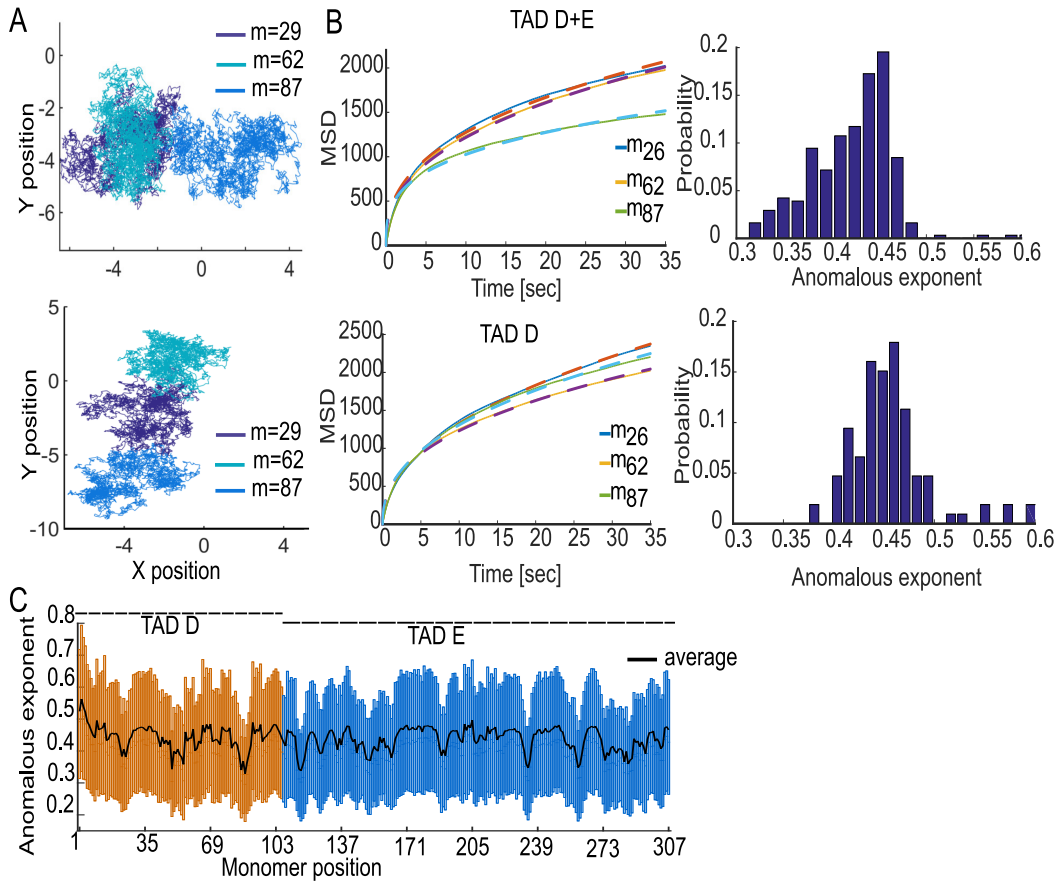 A
Y position
0
-2
-4
-6
-4
0
4
m=29
m=62
m=87
Y position
5
0
-5
-10
-4
0
4
X position
m=29
m=62
m=87
B
TAD D+E
MSD
2000
1500
1000
500
0
0 5 10 15 20 25 30 35
Time [sec]
m26
m62
m87
Probability
0.2
0.15
0.1
0.05
0
0.3 0.35 0.4 0.45 0.5 0.55 0.6
Anomalous exponent
TAD D
MSD
2500
2000
1500
1000
500
0
0 5 10 15 20 25 30 35
Time [sec]
m26
m62
m87
Probability
0.2
0.15
0.1
0.05
0
0.3 0.35 0.4 0.45 0.5 0.55 0.6
Anomalous exponent
C
Anomalous exponent
0.8
0.7
0.6
0.5
0.4
0.3
0.2
TAD D
TAD E
average
1 35 69 103 137 171 205 239 273 307
Monomer position